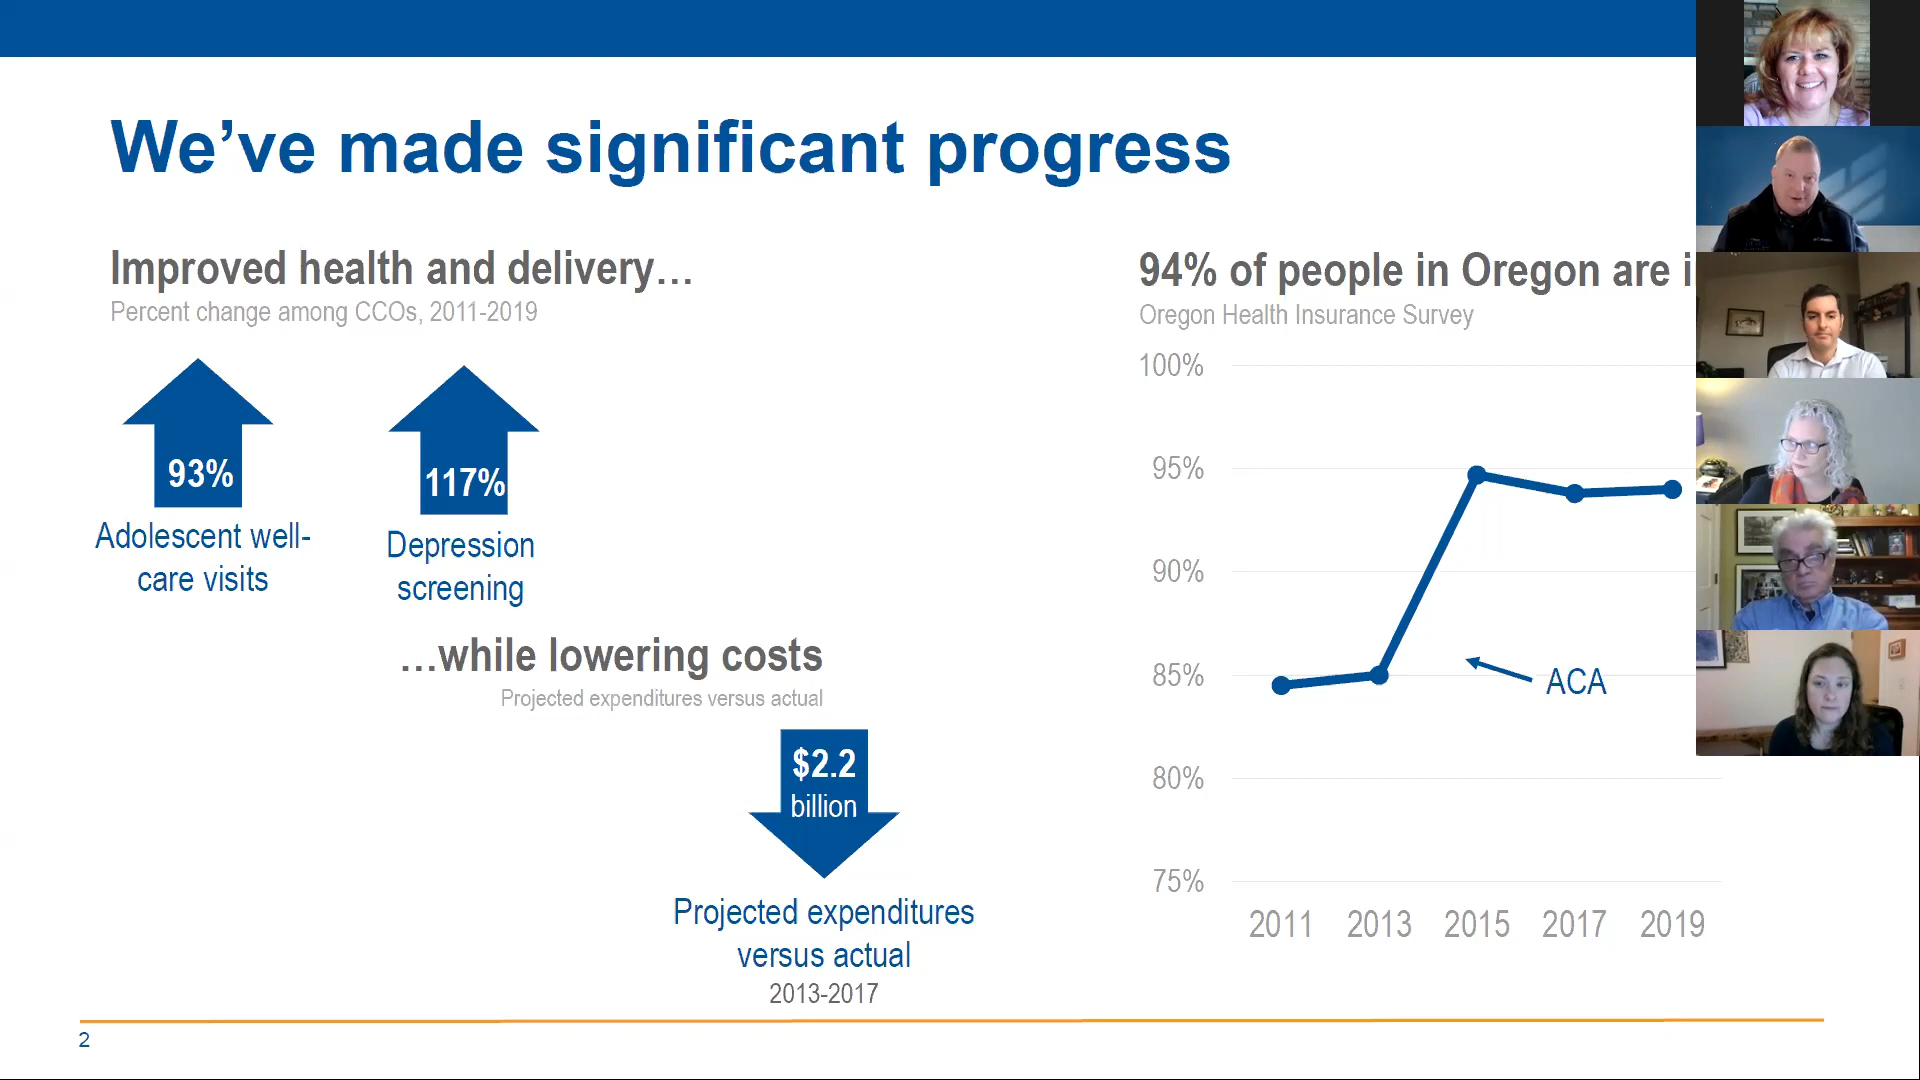 We’ve made significant progress
Improved health and delivery…
Percent change among CCOs, 2011-2019
93%
Adolescent well-
care visits
117%
Depression
screening
…while lowering costs
Projected expenditures versus actual
$2.2
billion
Projected expenditures
versus actual
2013-2017
94% of people in Oregon are
Oregon Health Insurance Survey
100%
95%
90%
85%
80%
75%
ACA
2011 2013 2015 2017 2019
2